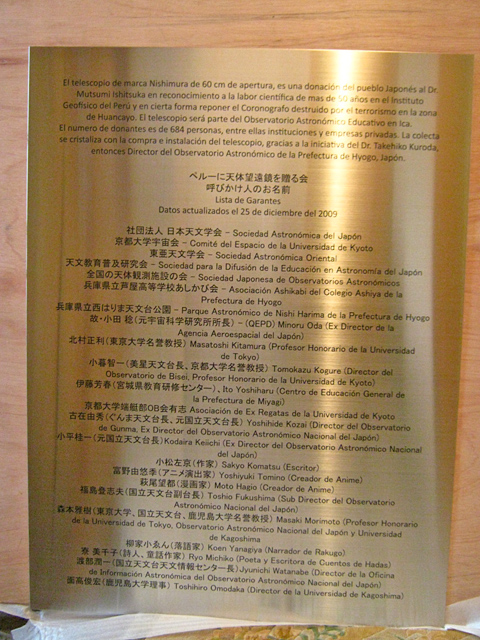 El telescopio de marca Nishimura de 60 cm de apertura, es una donación del pueblo Japonés al Dr.
Mutsumi Ishitsuka en reconocimiento a la labor científica de mas de 50 años en el Instituto
Geofisico del Perú y en cierta forma reponer el Coronografo destruido por el terrorismo en la zona
de Huancayo. El telescopio será parte del Observatorio Astronómico Educativo en Ica.
El numero de donantes es de 684 personas, entre ellas instituciones y empresas privadas. La colecta
se cristaliza con la compra e instalación del telescopio, gracias a la iniciativa del Dr. Takehiko Kuroda,
entonces Director del Observatorio Astronómico de la Prefectura de Hyogo, Japón.
ペルーに天体望遠鏡を贈る会
呼びかけ人のお名前
Lista de Garantes
Datos actualizados el 25 de diciembre del 2009
社団法人 日本天文学会 – Sociedad Astronómica del Japón
京都大学宇宙会 – Comité del Espacio de la Universidad de Kyoto
東亜天文学会 – Sociedad Astronómica Oriental
天文教育普及研究会 – Sociedad para la Difusión de la Educación en Astronomía del Japón
全国の天体観測施設の会 – Sociedad Japonesa de Observatorios Astronómicos
兵庫県立芦屋高等学校あしかび会 – Asociación Ashikabi del Colegio Ashiya de la
Prefectura de Hyogo
兵庫県立西はりま天文台公園 – Parque Astronómico de Nishi Harima de la Prefectura de Hyogo
故・小田 稔(元宇宙科学研究所所長) – (QEPD) Minoru Oda (Ex Director de la
Agencia Aeroespacial del Japón)
北村正利(東京大学名誉教授) Masatoshi Kitamura (Profesor Honorario de la Universidad
de Tokyo)
小暮智一(美星天文台長、京都大学名誉教授) Tomokazu Kogure (Director del
Observatorio de Bisei, Profesor Honorario de la Universidad de Kyoto)
伊藤芳春(宮城県教育研修センター)、Ito Yoshiharu (Centro de Educación General de
la Prefectura de Miyagi)
京都大学端艇部OB会有志 Asociación de Ex Regatas de la Universidad de Kyoto
古在由秀(ぐんま天文台長、元国立天文台長) Yoshihide Kozai (Director del Observatorio
de Gunma, Ex Director del Observatorio Astronómico Nacional del Japón)
小平桂一(元国立天文台長)Kodaira Keiichi (Ex Director del Observatorio Astronómico Nacional
del Japón)
小松左京(作家) Sakyo Komatsu (Escritor)
富野由悠季(アニメ演出家) Yoshiyuki Tomino (Creador de Anime)
萩尾望都(漫画家) Moto Hagio (Creador de Anime)
福島登志夫(国立天文台副台長) Toshio Fukushima (Sub Director del Observatorio
Astronómico Nacional del Japón)
森本雅樹(東京大学、国立天文台、鹿児島大学名誉教授) Masaki Morimoto (Profesor Honorario
de la Universidad de Tokyo, Observatorio Astronómico Nacional del Japón y Universidad
de Kagoshima)
柳家小ゑん(落語家) Koen Yanagiya (Narrador de Rakugo)
寮 美千子(詩人、童話作家) Ryo Michiko (Poeta y Escritora de Cuentos de Hadas)
渡部潤一(国立天文台天文情報センター長)Jyunichi Watanabe (Director de la Oficina
de Información Astronómica del Observatorio Astronómico Nacional del Japón)
面高俊宏(鹿児島大学理事) Toshihiro Omodaka (Director de la Universidad de Kagoshima)